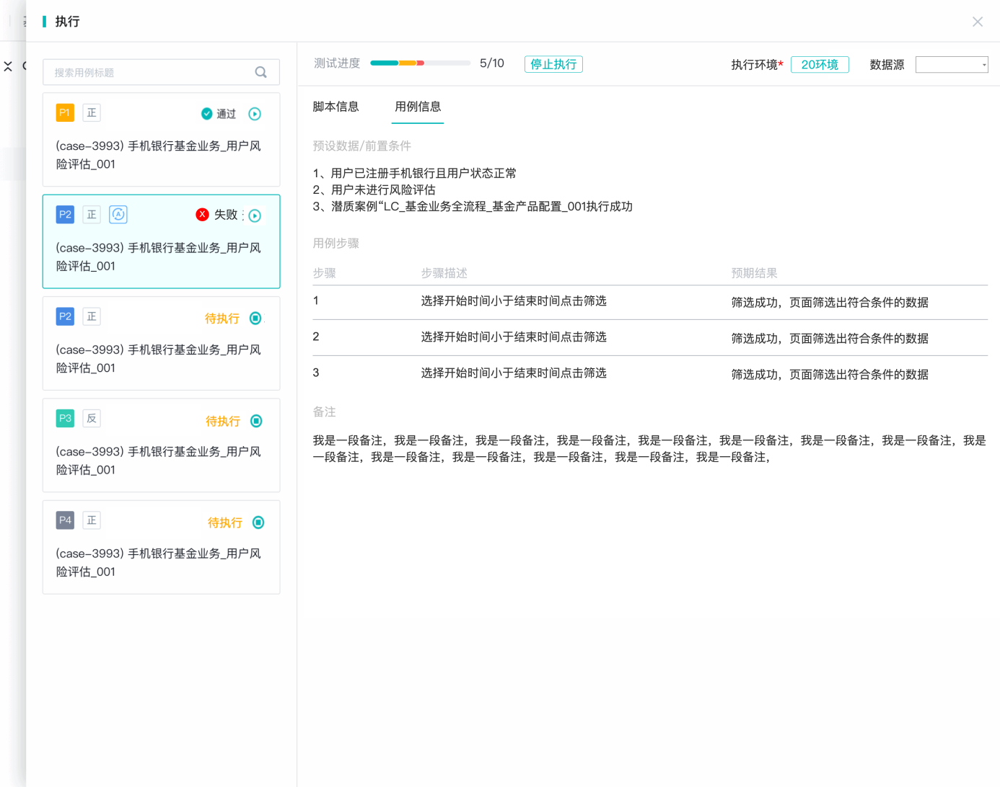 执行
搜索用例标题
P1 正 通过
(case-3993) 手机银行基金业务_用户风
险评估_001
P2 正 A X 失败
(case-3993) 手机银行基金业务_用户风
险评估_001
P2 正 待执行
(case-3993) 手机银行基金业务_用户风
险评估_001
P3 反 待执行
(case-3993) 手机银行基金业务_用户风
险评估_001
P4 正 待执行
(case-3993) 手机银行基金业务_用户风
险评估_001
测试进度 5/10 停止执行 执行环境* 20环境 数据源
脚本信息 用例信息
预设数据/前置条件
1、用户已注册手机银行且用户状态正常
2、用户未进行风险评估
3、潜质案例“LC_基金业务全流程_基金产品配置_001执行成功
用例步骤
步骤 步骤描述 预期结果
1 选择开始时间小于结束时间点击筛选 筛选成功，页面筛选出符合条件的数据
2 选择开始时间小于结束时间点击筛选 筛选成功，页面筛选出符合条件的数据
3 选择开始时间小于结束时间点击筛选 筛选成功，页面筛选出符合条件的数据
备注
我是一段备注，我是一段备注，我是一段备注，我是一段备注，我是一段备注，我是一段备注，我是一段备注，我是一段备注，我是
一段备注，我是一段备注，我是一段备注，我是一段备注，我是一段备注，我是一段备注，